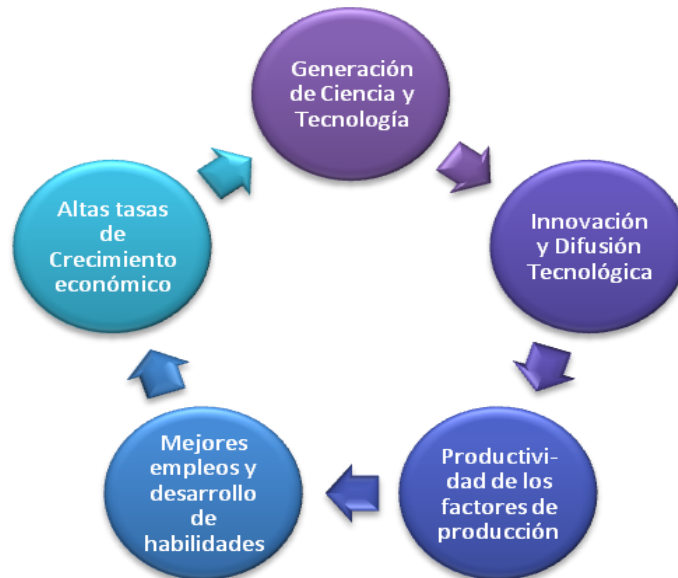 Generación
de Ciencia y
Tecnología
Innovación
y Difusión
Tecnológica
Productivi-
dad de los
factores de
producción
Mejores
empleos y
desarrollo
de
habilidades
Altas tasas
de
Crecimiento
económico